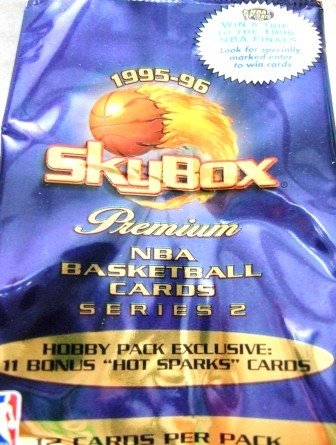 WIN A TRIP
TO THE 1996
NBA FINALS
Look for specially
marked enter
to win cards
1995-96
SKYBOX
Premium
NBA
BASKETBALL
CARDS
SERIES 2
HOBBY PACK EXCLUSIVE:
11 BONUS "HOT SPARKS" CARDS
12 CARDS PER PACK